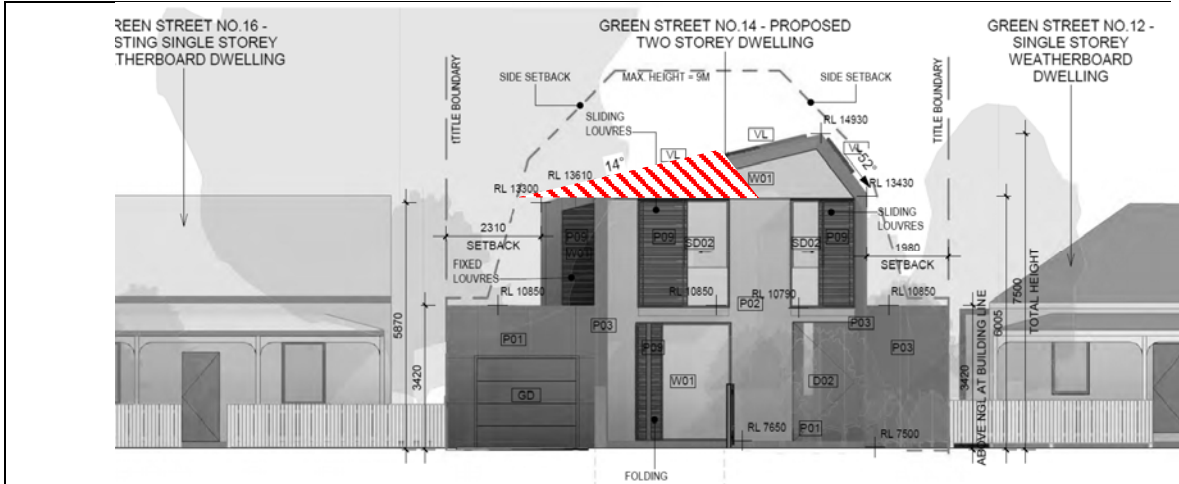 REEN STREET NO.16 -
STING SINGLE STOREY
THERBOARD DWELLING
GREEN STREET NO.14 - PROPOSED
TWO STOREY DWELLING
GREEN STREET NO.12 -
SINGLE STOREY
WEATHERBOARD
DWELLING
TITLE BOUNDARY
SIDE SETBACK
MAX. HEIGHT = 9M
SIDE SETBACK
TITLE BOUNDARY
SLIDING
LOUVRES
RL 14930
VL
VL
VL
14°
52°
RL 13610
RL 13300
W01
RL 13430
2310
SETBACK
P09
P09
SD02
SD02
P09
SLIDING
LOUVRES
1980
SETBACK
FIXED
LOUVRES
RL 10850
RL 10850
RL 10790
RL 10850
P02
7500
TOTAL HEIGHT
6005
5870
3420
P01
P03
P03
P03
P09
W01
D02
GD
3420
ABOVE NGL AT BUILDING LINE
P01
RL 7650
RL 7500
FOLDING